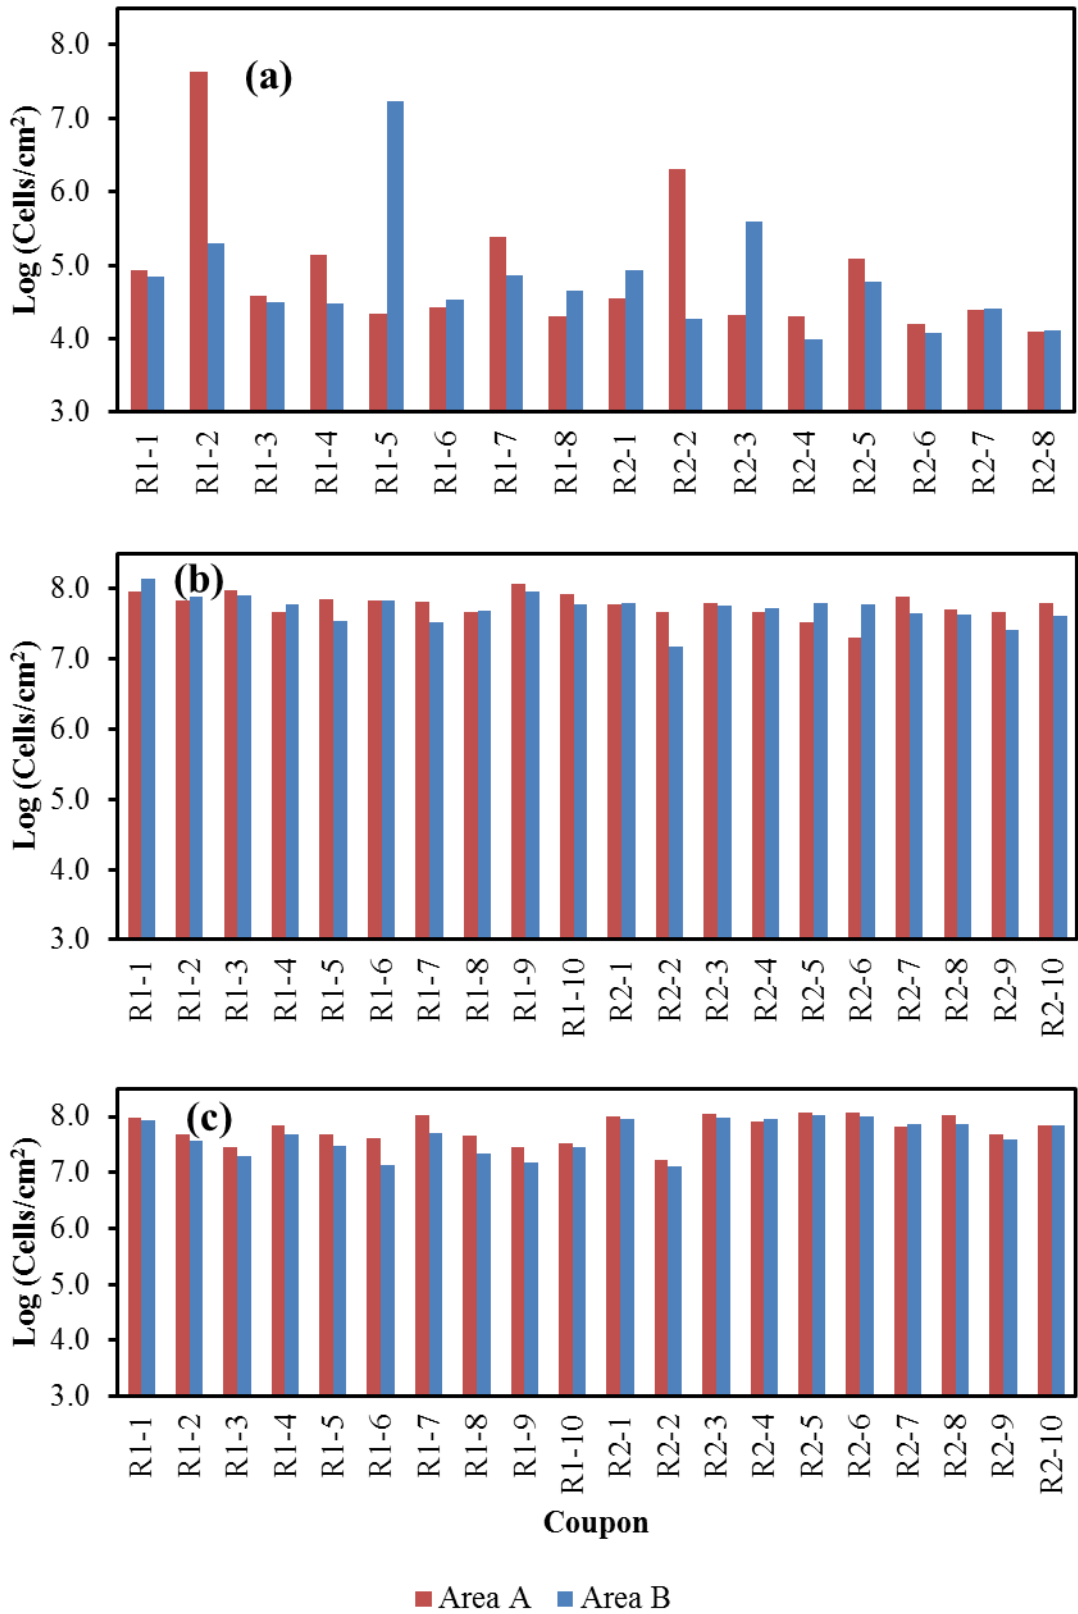 (a)
Log (Cells/cm²)
8.0
7.0
6.0
5.0
4.0
3.0
R1-1 R1-2 R1-3 R1-4 R1-5 R1-6 R1-7 R1-8 R2-1 R2-2 R2-3 R2-4 R2-5 R2-6 R2-7 R2-8
(b)
Log (Cells/cm²)
8.0
7.0
6.0
5.0
4.0
3.0
R1-1 R1-2 R1-3 R1-4 R1-5 R1-6 R1-7 R1-8 R1-9 R1-10 R2-1 R2-2 R2-3 R2-4 R2-5 R2-6 R2-7 R2-8 R2-9 R2-10
(c)
Log (Cells/cm²)
8.0
7.0
6.0
5.0
4.0
3.0
R1-1 R1-2 R1-3 R1-4 R1-5 R1-6 R1-7 R1-8 R1-9 R1-10 R2-1 R2-2 R2-3 R2-4 R2-5 R2-6 R2-7 R2-8 R2-9 R2-10
Coupon
Area A Area B